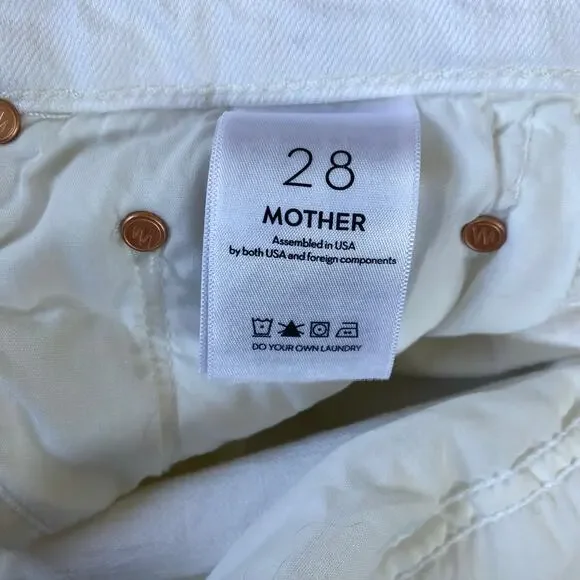 28
MOTHER
Assembled in USA
by both USA and foreign components
DO YOUR OWN LAUNDRY